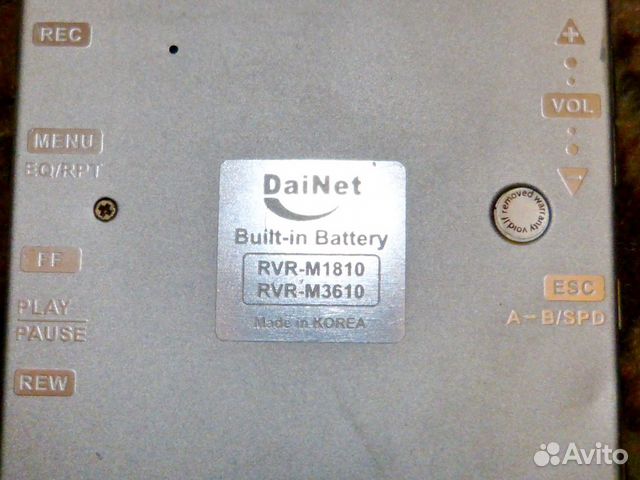 REC
+
VOL
−
MENU
EQ/RPT
DaiNet
Built-in Battery
RVR-M1810
RVR-M3610
Made in KOREA
warranty void if removed
FF
PLAY
PAUSE
REW
ESC
A-B/SPD
Avito